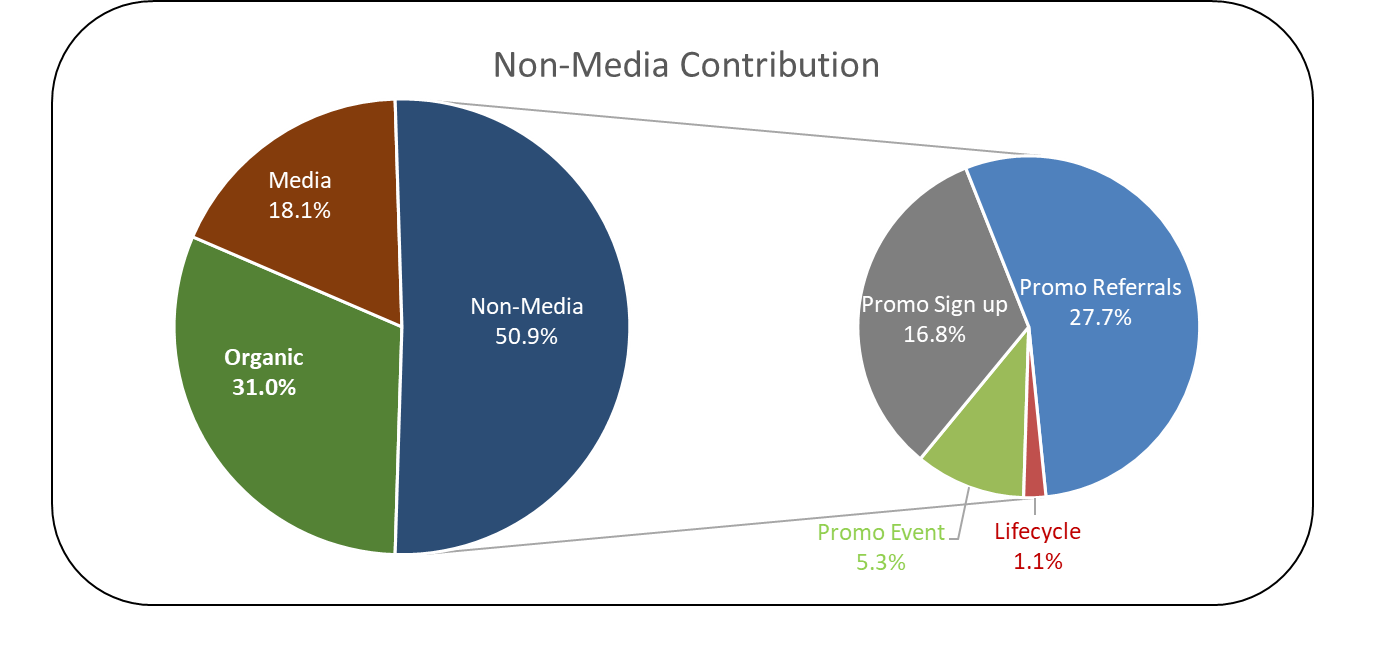 Non-Media Contribution
Media
18.1%
Non-Media
50.9%
Organic
31.0%
Promo Referrals
27.7%
Promo Sign up
16.8%
Promo Event
5.3%
Lifecycle
1.1%